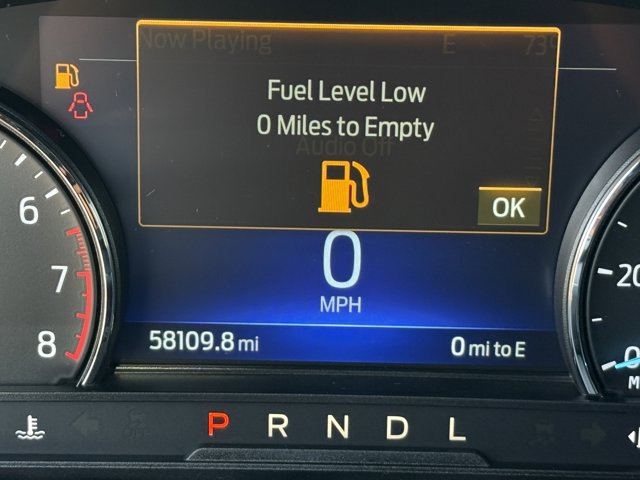 Now Playing E 73°
Fuel Level Low
0 Miles to Empty
Audio Off
OK
6
7
8
0
MPH
20
0
M
58109.8 mi
0 mi to E
P R N D L